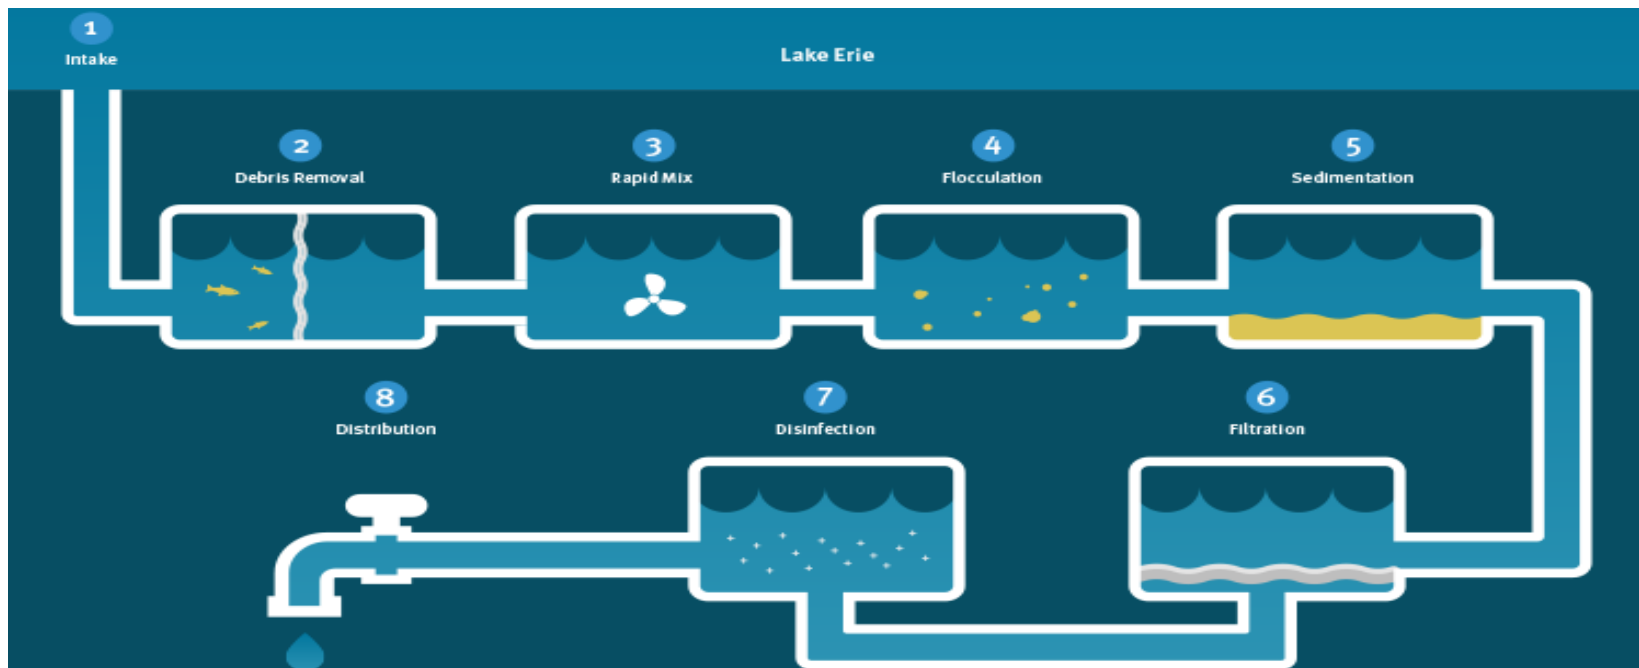 1
Intake
Lake Erie
2
Debris Removal
3
Rapid Mix
4
Flocculation
5
Sedimentation
8
Distribution
7
Disinfection
6
Filtration